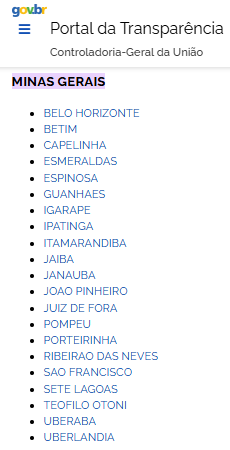 gov.br
Portal da Transparência
Controladoria-Geral da União
MINAS GERAIS
BELO HORIZONTE
BETIM
CAPELINHA
ESMERALDAS
ESPINOSA
GUANHAES
IGARAPE
IPATINGA
ITAMARANDIBA
JAIBA
JANAUBA
JOAO PINHEIRO
JUIZ DE FORA
POMPEU
PORTEIRINHA
RIBEIRAO DAS NEVES
SAO FRANCISCO
SETE LAGOAS
TEOFILO OTONI
UBERABA
UBERLANDIA